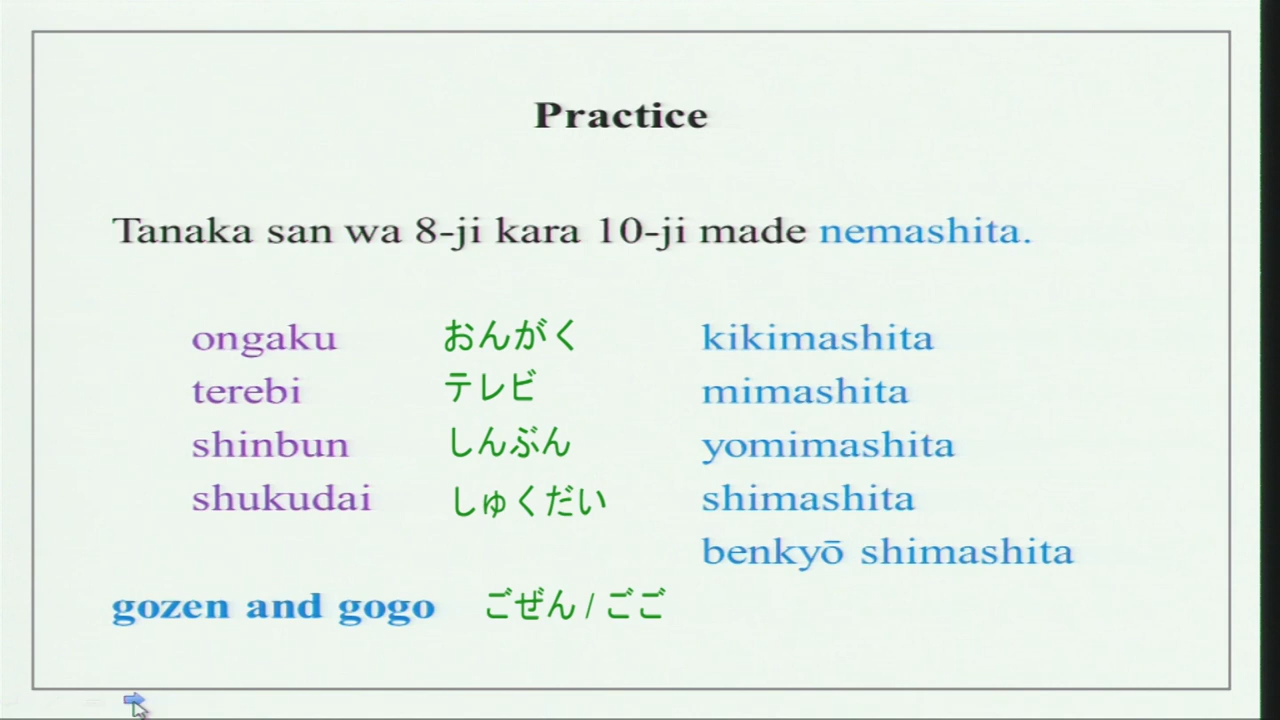 Practice
Tanaka san wa 8-ji kara 10-ji made nemashita.
ongaku おんがく kikimashita
terebi テレビ mimashita
shinbun しんぶん yomimashita
shukudai しゅくだい shimashita
benkyō shimashita
gozen and gogo ごぜん / ごご